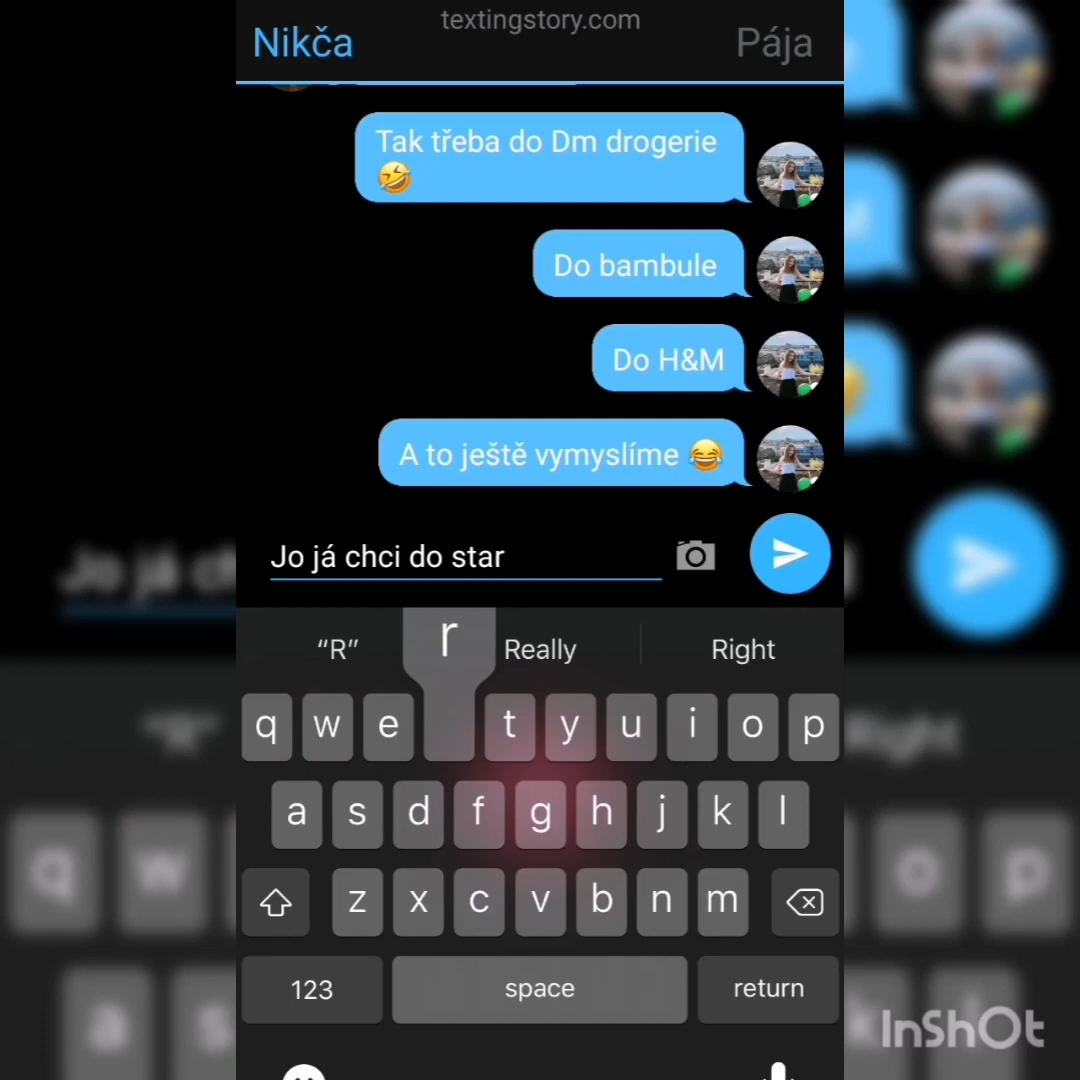 textingstory.com
Nikča
Pája
Tak třeba do Dm drogerie
🤣
Do bambule
Do H&M
A to ještě vymyslíme 😂
Jo já chci do star
“R”
r
Really
Right
q w e t y u i o p
a s d f g h j k l
z x c v b n m
123
space
return
InShOt